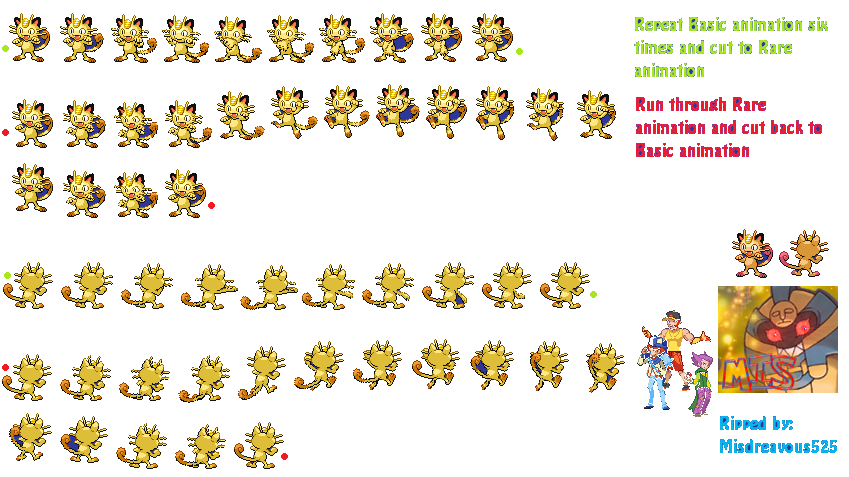 Repeat Basic animation six
times and cut to Rare
animation
Run through Rare
animation and cut back to
Basic animation
MTS
Ripped by:
Misdreavous525